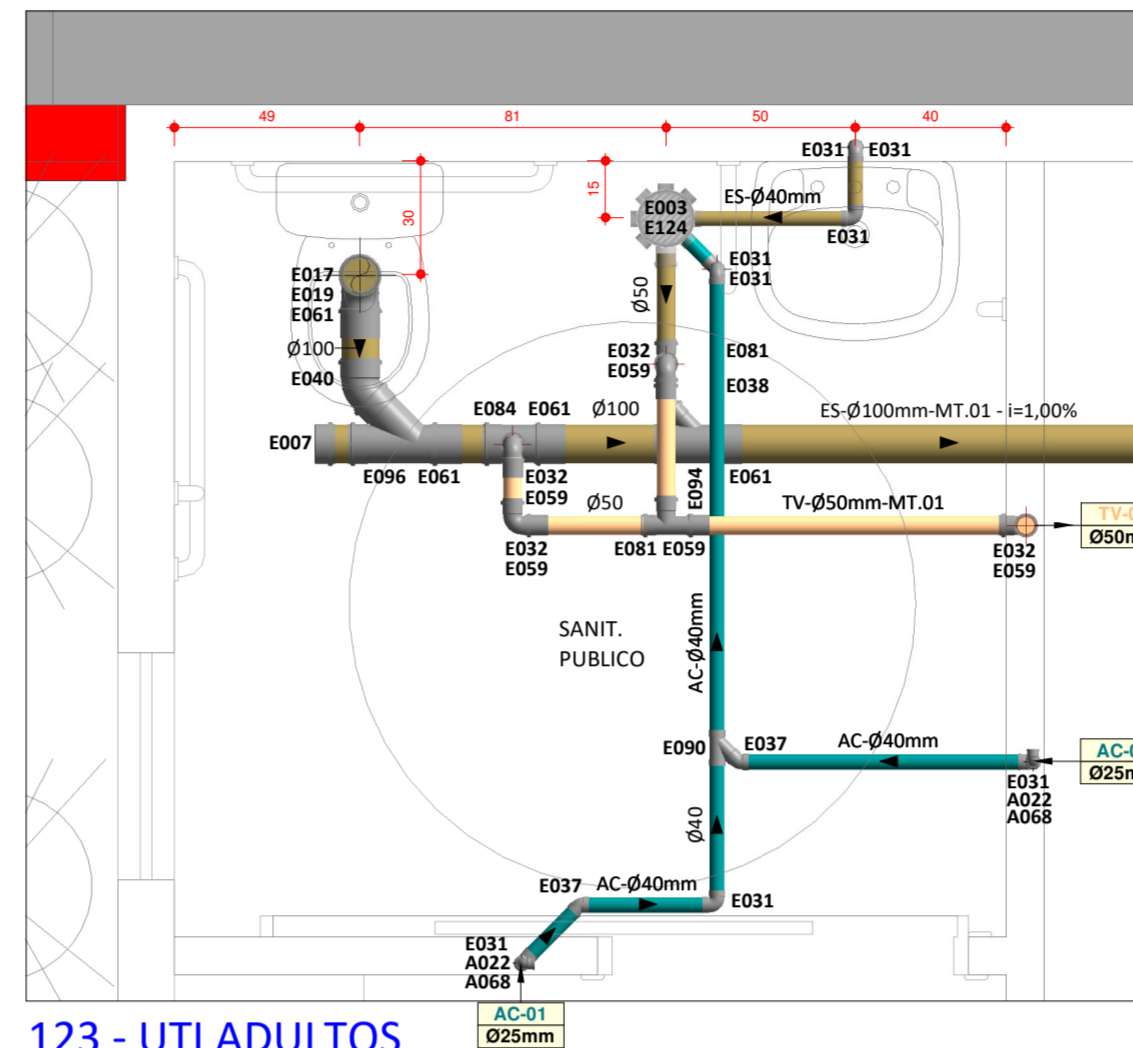 49
81
50
40
E031
E031
15
30
ES-Ø40mm
E003
E124
E031
E017
E019
E061
E031
E031
Ø50
Ø100
E032
E059
E081
E040
E038
E084
E061
Ø100
ES-Ø100mm-MT.01 - i=1,00%
E007
E096
E061
E032
E059
E094
E061
Ø50
TV-Ø50mm-MT.01
E032
E059
E081
E059
E032
E059
SANIT.
PUBLICO
AC-Ø40mm
E090
E037
AC-Ø40mm
E031
A022
A068
Ø40
E037
AC-Ø40mm
E031
E031
A022
A068
AC-01
Ø25mm
123 - UTI ADULTOS